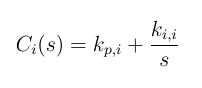 C_i(s) = k_{p,i} + \frac{k_{i,i}}{s}